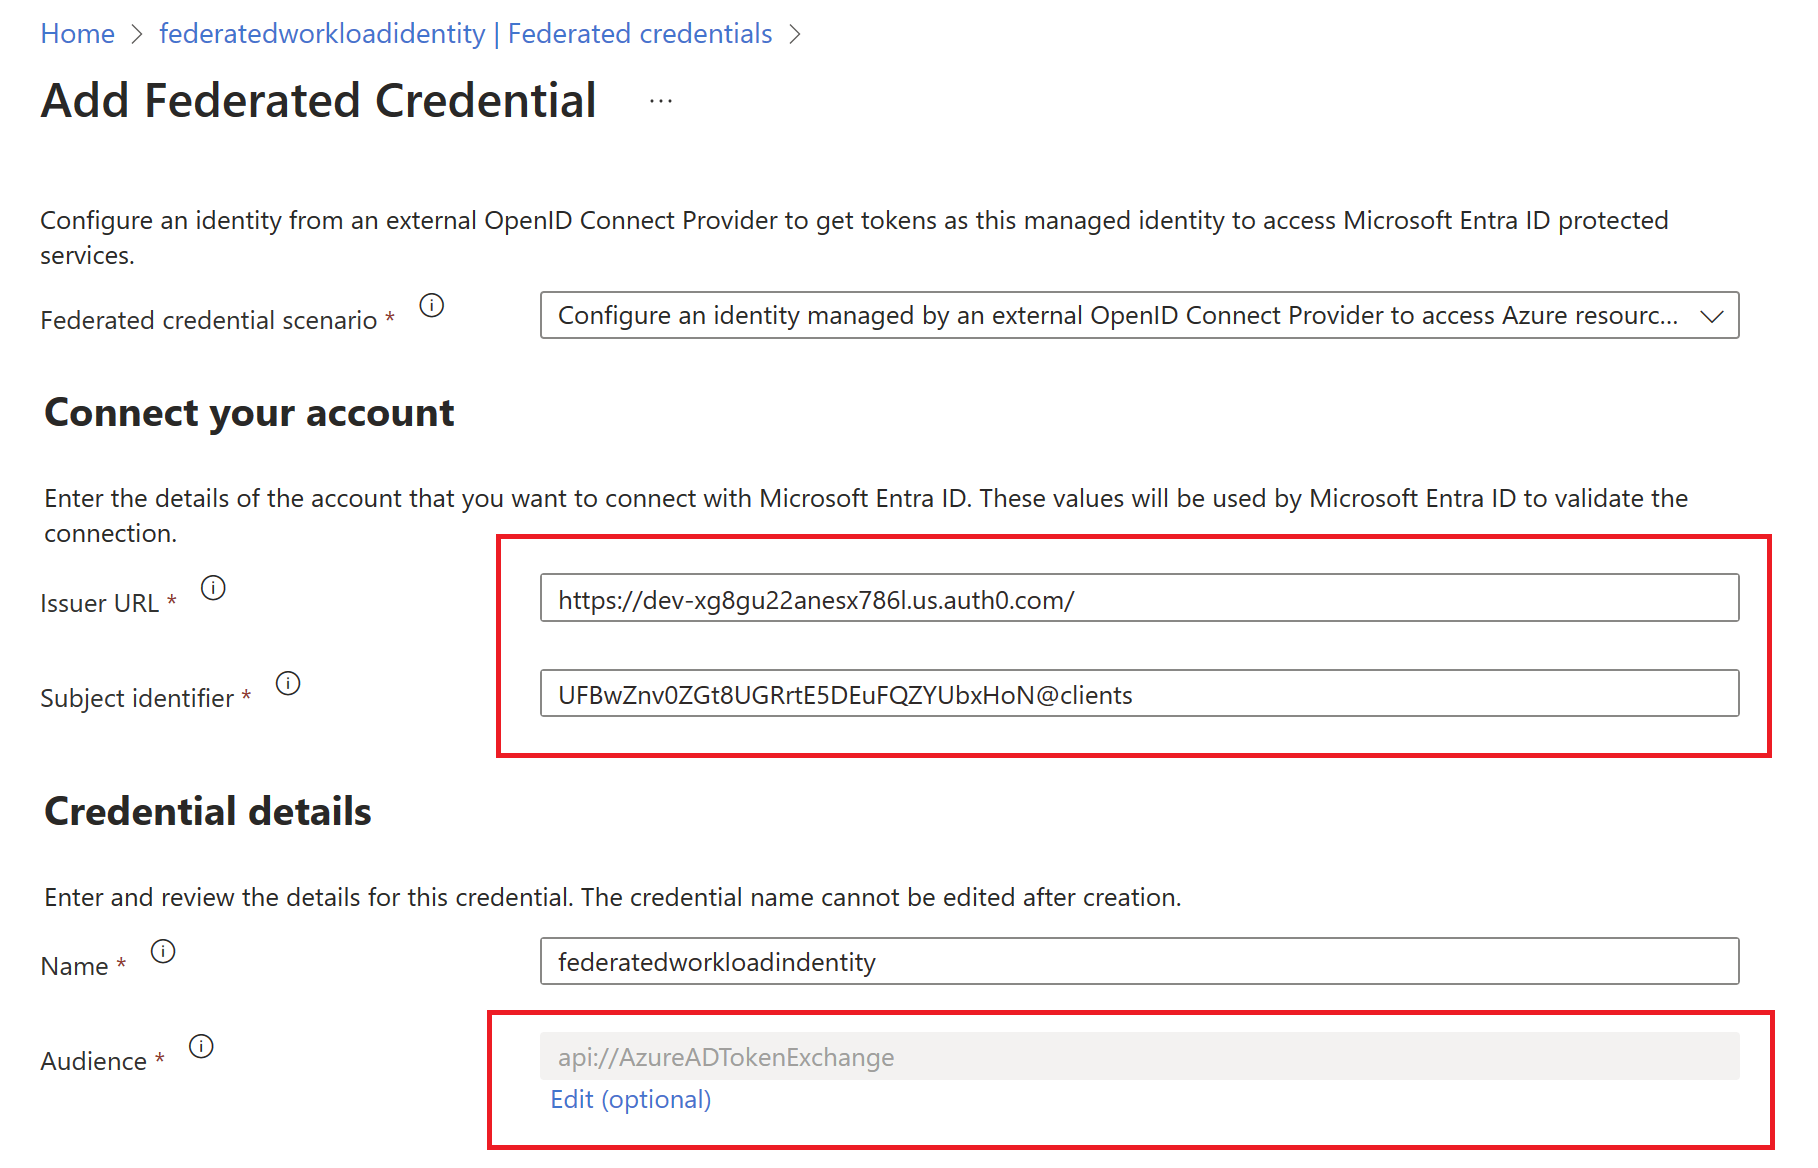 Home > federatedworkloadidentity | Federated credentials >
Add Federated Credential ...
Configure an identity from an external OpenID Connect Provider to get tokens as this managed identity to access Microsoft Entra ID protected
services.
Federated credential scenario * Configure an identity managed by an external OpenID Connect Provider to access Azure resourc...
Connect your account
Enter the details of the account that you want to connect with Microsoft Entra ID. These values will be used by Microsoft Entra ID to validate the
connection.
Issuer URL * https://dev-xg8gu22anesx786l.us.auth0.com/
Subject identifier * UFBwZnv0ZGt8UGRrtE5DEuFQZYUbxHoN@clients
Credential details
Enter and review the details for this credential. The credential name cannot be edited after creation.
Name * federatedworkloadindentity
Audience * api://AzureADTokenExchange
Edit (optional)